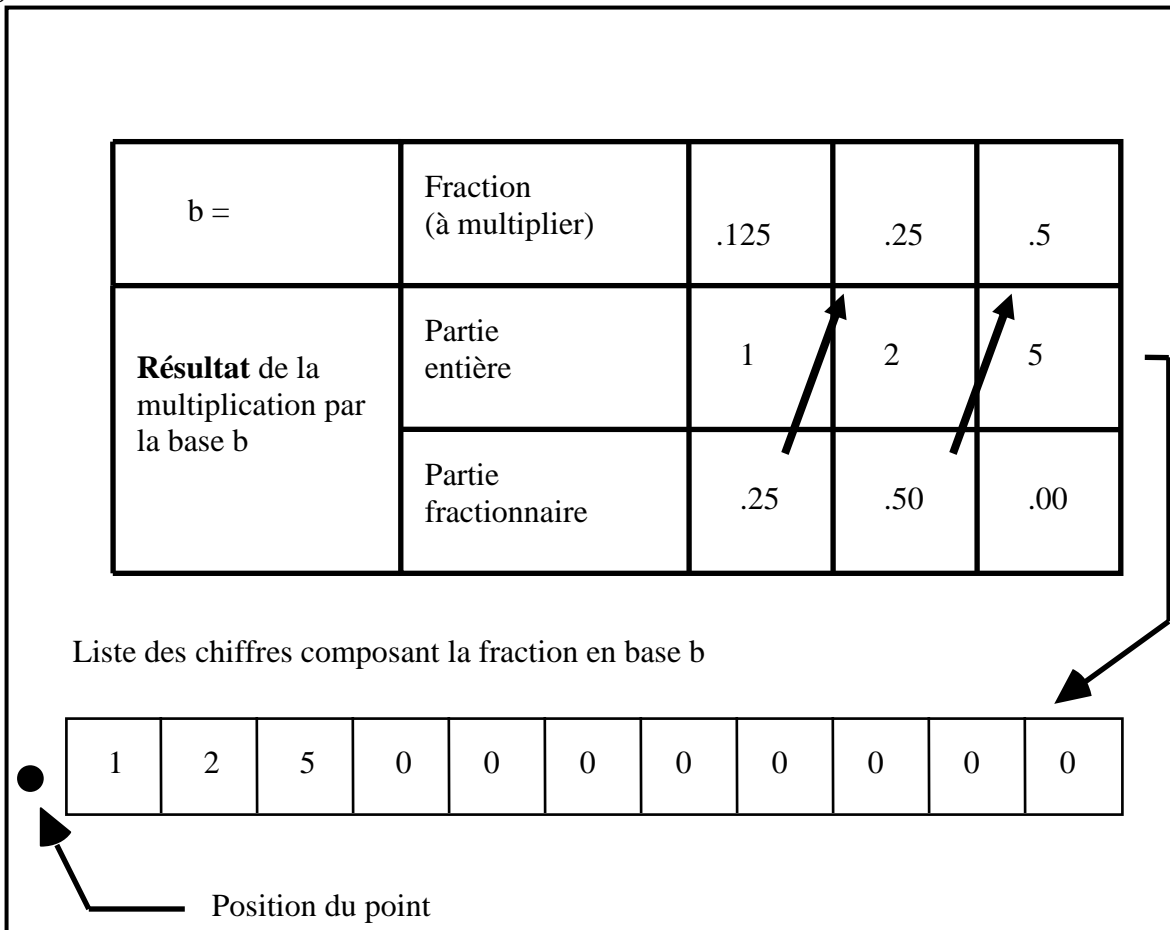 b =
Fraction
(à multiplier)
.125 .25 .5
Résultat de la
multiplication par
la base b
Partie
entière
1 2 5
Partie
fractionnaire
.25 .50 .00
Liste des chiffres composant la fraction en base b
1 2 5 0 0 0 0 0 0 0 0
Position du point